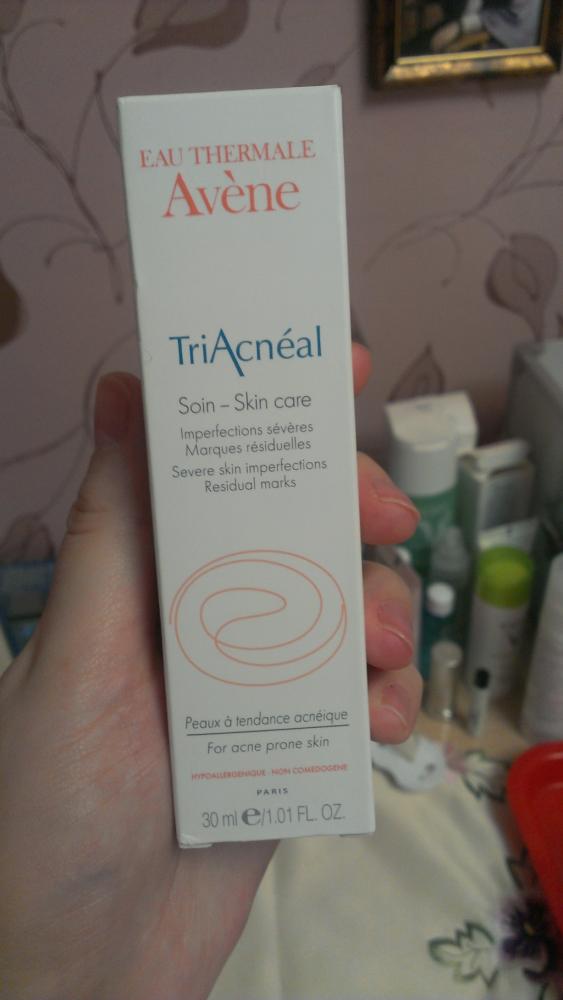 EAU THERMALE
Avène
TriAcnéal
Soin – Skin care
Imperfections sévères
Marques résiduelles
Severe skin imperfections
Residual marks
Peaux à tendance acnéique
For acne prone skin
HYPOALLERGENIQUE - NON COMEDOGENE
PARIS
30 ml e/1.01 FL. OZ.